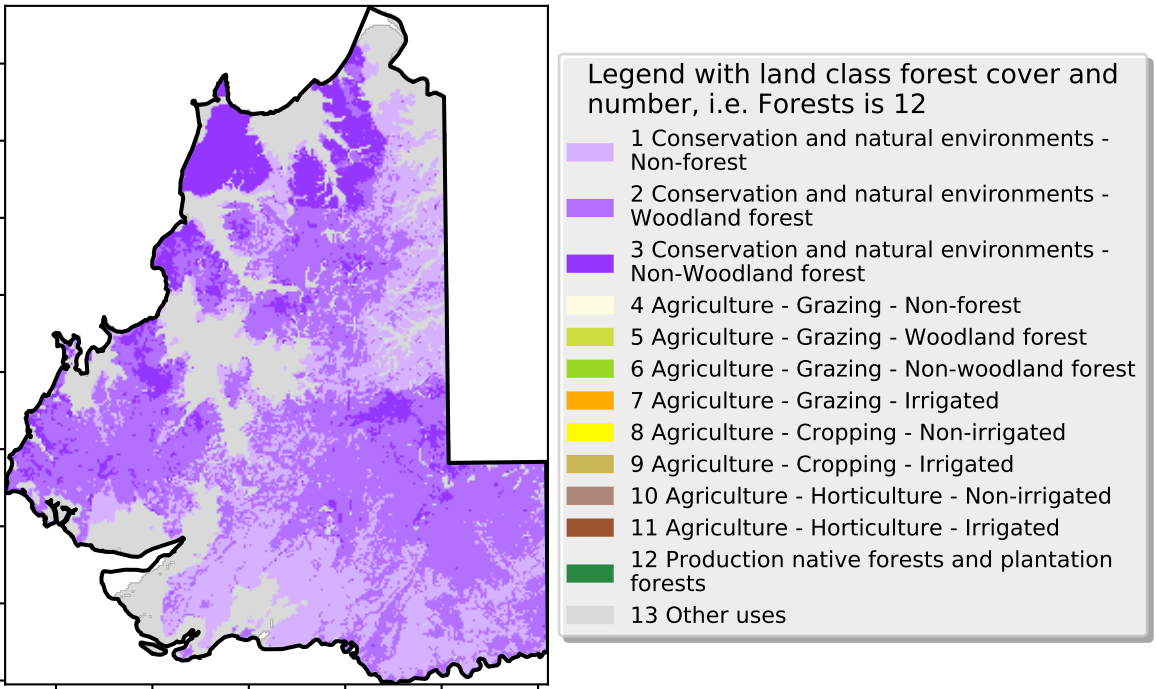 Legend with land class forest cover and
number, i.e. Forests is 12
1 Conservation and natural environments -
Non-forest
2 Conservation and natural environments -
Woodland forest
3 Conservation and natural environments -
Non-Woodland forest
4 Agriculture - Grazing - Non-forest
5 Agriculture - Grazing - Woodland forest
6 Agriculture - Grazing - Non-woodland forest
7 Agriculture - Grazing - Irrigated
8 Agriculture - Cropping - Non-irrigated
9 Agriculture - Cropping - Irrigated
10 Agriculture - Horticulture - Non-irrigated
11 Agriculture - Horticulture - Irrigated
12 Production native forests and plantation
forests
13 Other uses